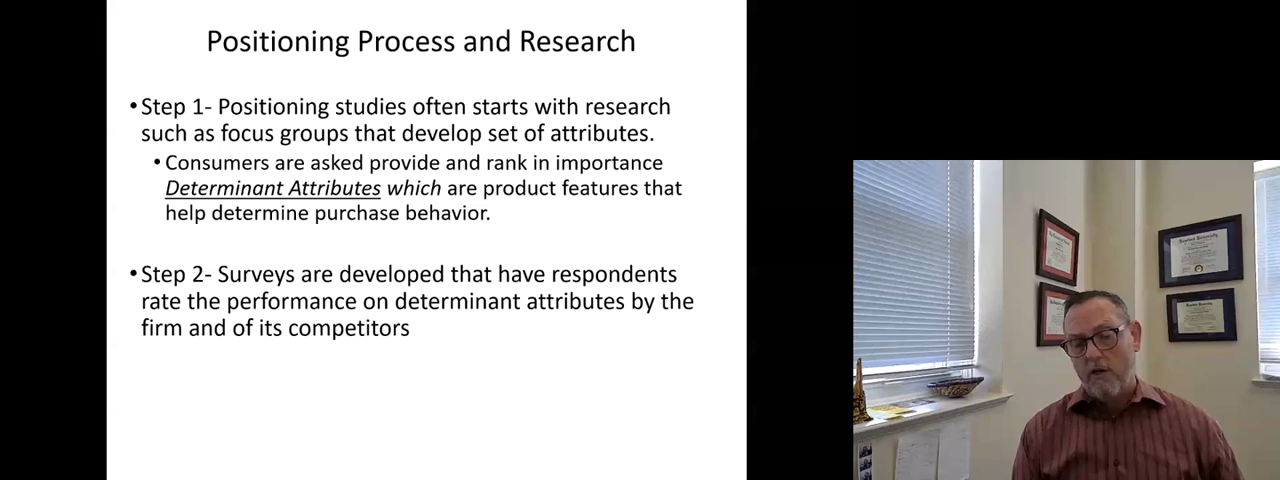 Positioning Process and Research
•Step 1- Positioning studies often starts with research
such as focus groups that develop set of attributes.
• Consumers are asked provide and rank in importance
Determinant Attributes which are product features that
help determine purchase behavior.
•Step 2- Surveys are developed that have respondents
rate the performance on determinant attributes by the
firm and of its competitors